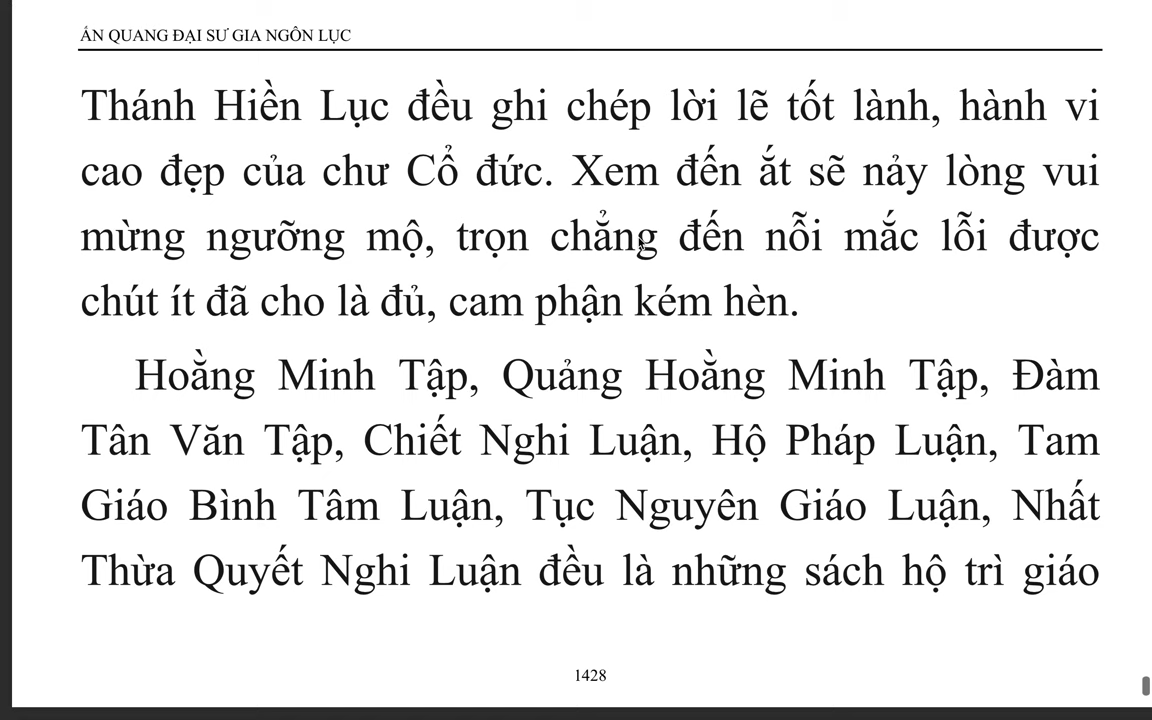 ẤN QUANG ĐẠI SƯ GIA NGÔN LỤC
Thánh Hiền Lục đều ghi chép lời lẽ tốt lành, hành vi
cao đẹp của chư Cổ đức. Xem đến ắt sẽ nảy lòng vui
mừng ngưỡng mộ, trọn chẳng đến nỗi mắc lỗi được
chút ít đã cho là đủ, cam phận kém hèn.
Hoằng Minh Tập, Quảng Hoằng Minh Tập, Đàm
Tân Văn Tập, Chiết Nghi Luận, Hộ Pháp Luận, Tam
Giáo Bình Tâm Luận, Tục Nguyên Giáo Luận, Nhất
Thừa Quyết Nghi Luận đều là những sách hộ trì giáo
1428